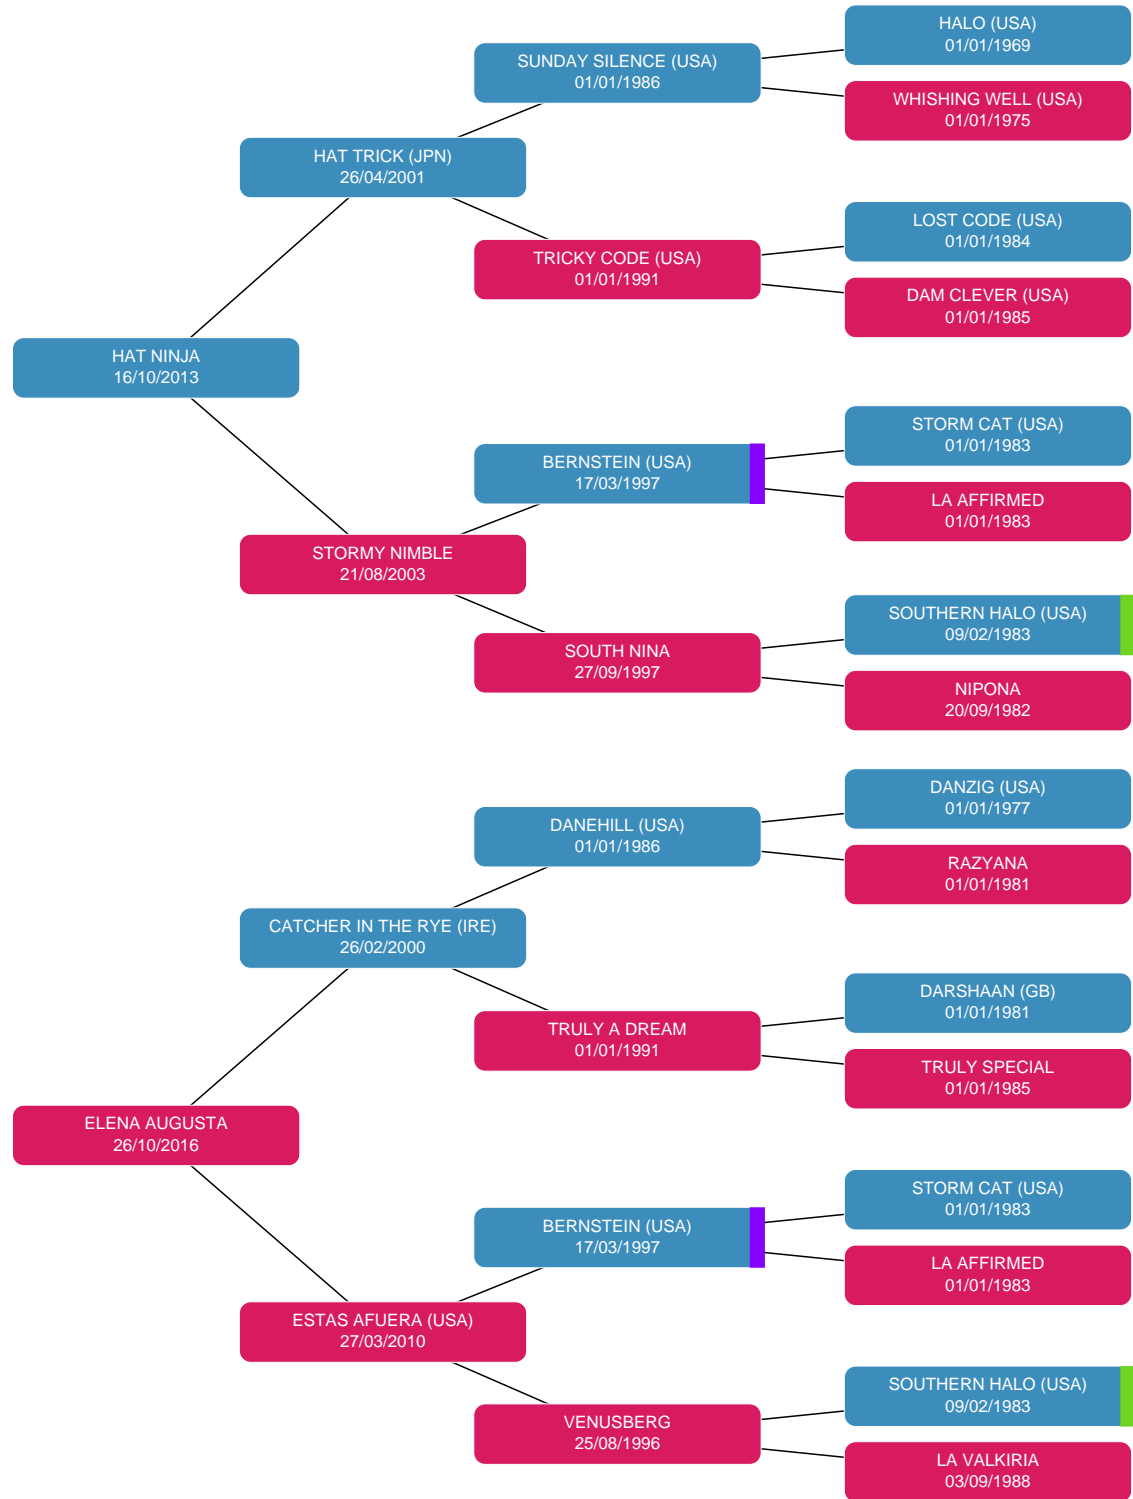 HALO (USA)
01/01/1969
SUNDAY SILENCE (USA)
01/01/1986
WHISHING WELL (USA)
01/01/1975
HAT TRICK (JPN)
26/04/2001
LOST CODE (USA)
01/01/1984
TRICKY CODE (USA)
01/01/1991
DAM CLEVER (USA)
01/01/1985
HAT NINJA
16/10/2013
STORM CAT (USA)
01/01/1983
BERNSTEIN (USA)
17/03/1997
LA AFFIRMED
01/01/1983
STORMY NIMBLE
21/08/2003
SOUTHERN HALO (USA)
09/02/1983
SOUTH NINA
27/09/1997
NIPONA
20/09/1982
DANZIG (USA)
01/01/1977
DANEHILL (USA)
01/01/1986
RAZYANA
01/01/1981
CATCHER IN THE RYE (IRE)
26/02/2000
DARSHAAN (GB)
01/01/1981
TRULY A DREAM
01/01/1991
TRULY SPECIAL
01/01/1985
ELENA AUGUSTA
26/10/2016
STORM CAT (USA)
01/01/1983
BERNSTEIN (USA)
17/03/1997
LA AFFIRMED
01/01/1983
ESTAS AFUERA (USA)
27/03/2010
SOUTHERN HALO (USA)
09/02/1983
VENUSBERG
25/08/1996
LA VALKIRIA
03/09/1988